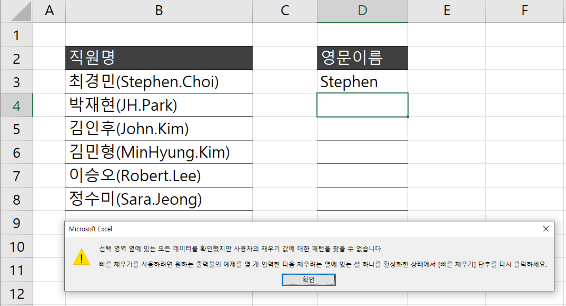 A B C D E F
1
2 직원명 영문이름
3 최경민(Stephen.Choi) Stephen
4 박재현(JH.Park)
5 김인후(John.Kim)
6 김민형(MinHyung.Kim)
7 이승오(Robert.Lee)
8 정수미(Sara.Jeong)
9
Microsoft Excel
10 선택 영역 옆에 있는 모든 데이터를 확인했지만 사용자의 채우기 값에 대한 패턴을 찾을 수 없습니다.
11 빠른 채우기를 사용하려면 원하는 출력물의 예제를 몇 개 입력한 다음 채우려는 열에 있는 셀 하나를 활성화한 상태에서 [빠른 채우기] 단추를 다시 클릭하세요.
확인
12